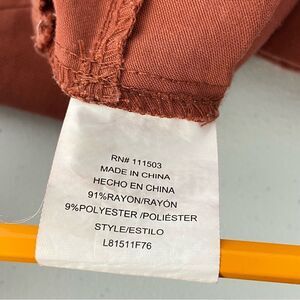 RN# 111503
MADE IN CHINA
HECHO EN CHINA
91%RAYON/RAYÓN
9%POLYESTER /POLIÉSTER
STYLE/ESTILO
L81511F76